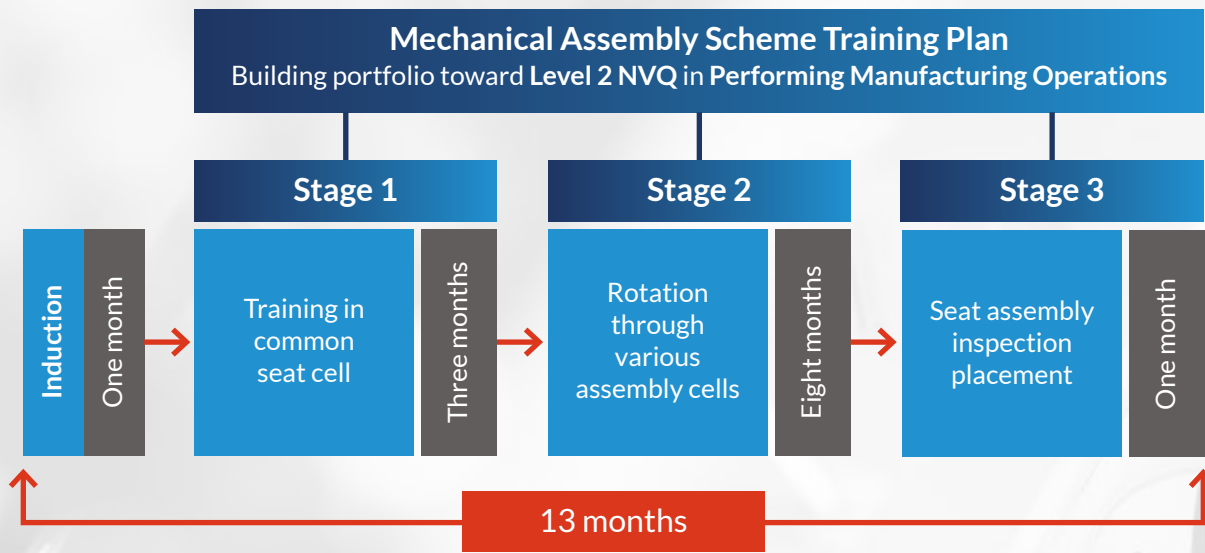 Mechanical Assembly Scheme Training Plan
Building portfolio toward Level 2 NVQ in Performing Manufacturing Operations
Stage 1
Stage 2
Stage 3
Induction
One month
Training in
common
seat cell
Three months
Rotation
through
various
assembly cells
Eight months
Seat assembly
inspection
placement
One month
13 months